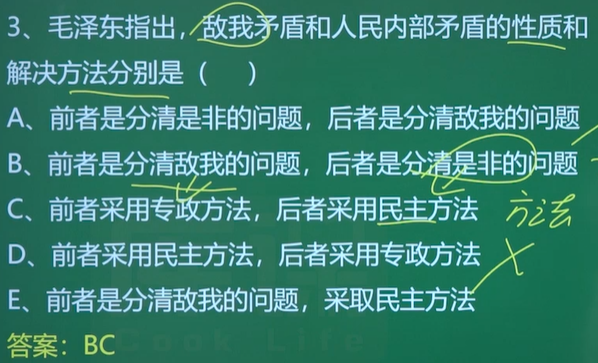 3、毛泽东指出，敌我矛盾和人民内部矛盾的性质和
解决方法分别是（　　）
A、前者是分清是非的问题，后者是分清敌我的问题
B、前者是分清敌我的问题，后者是分清是非的问题
C、前者采用专政方法，后者采用民主方法 方法
D、前者采用民主方法，后者采用专政方法
E、前者是分清敌我的问题，采取民主方法
答案：BC
Cook Life